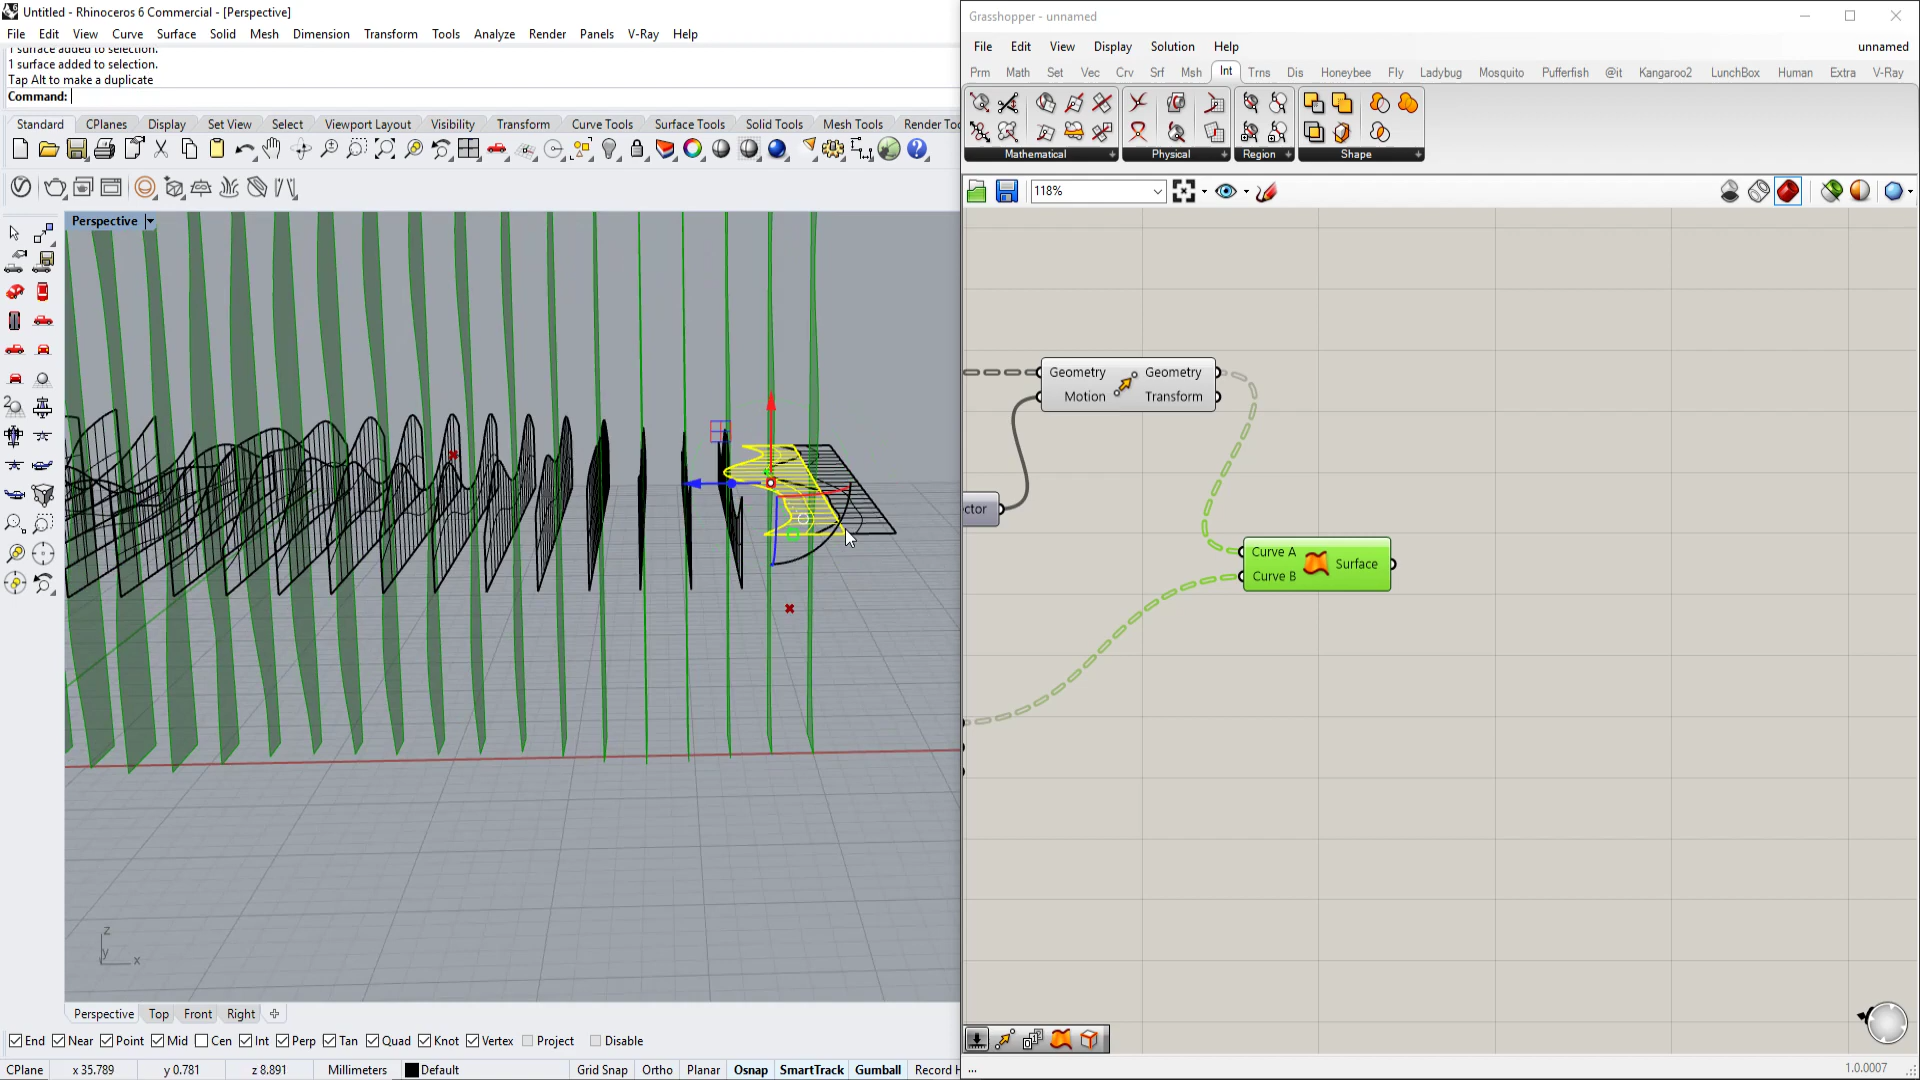 Untitled - Rhinoceros 6 Commercial - [Perspective]
File Edit View Curve Surface Solid Mesh Dimension Transform Tools Analyze Render Panels V-Ray Help
1 surface added to selection.
1 surface added to selection.
Tap Alt to make a duplicate
Command:
Standard CPlanes Display Set View Select Viewport Layout Visibility Transform Curve Tools Surface Tools Solid Tools Mesh Tools Render Too
Perspective
z
y
x
Perspective Top Front Right
End Near Point Mid Cen Int Perp Tan Quad Knot Vertex Project Disable
CPlane x 35.789 y 0.781 z 8.891 Millimeters Default Grid Snap Ortho Planar Osnap SmartTrack Gumball Record H
Grasshopper - unnamed
File Edit View Display Solution Help unnamed
Prm Math Set Vec Crv Srf Msh Int Trns Dis Honeybee Fly Ladybug Mosquito Pufferfish @it Kangaroo2 LunchBox Human Extra V-Ray
Mathematical Physical Region Shape
118%
Geometry Geometry
Motion Transform
ector
Curve A
Surface
Curve B
...
1.0.0007